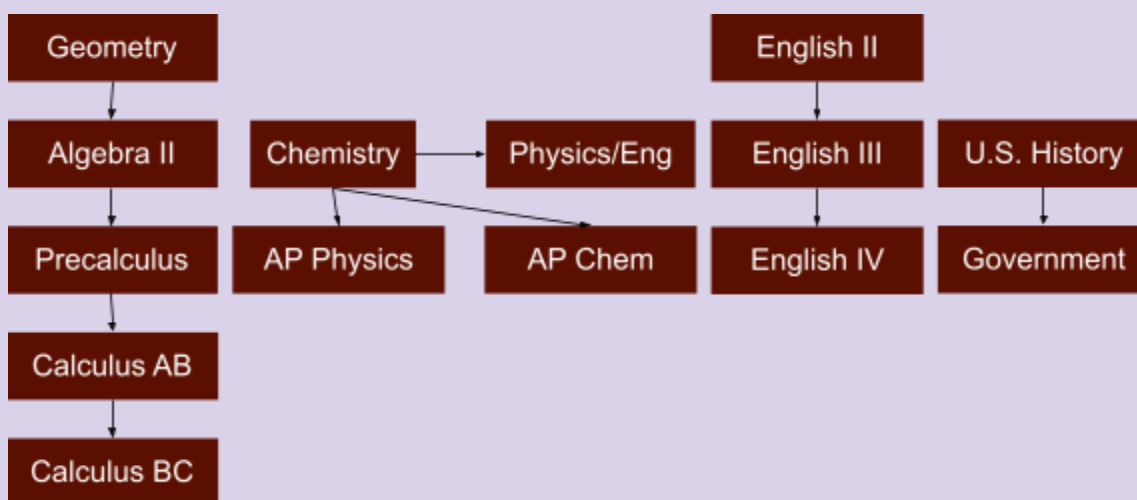 Geometry
English II
Algebra II
Chemistry
Physics/Eng
English III
U.S. History
Precalculus
AP Physics
AP Chem
English IV
Government
Calculus AB
Calculus BC